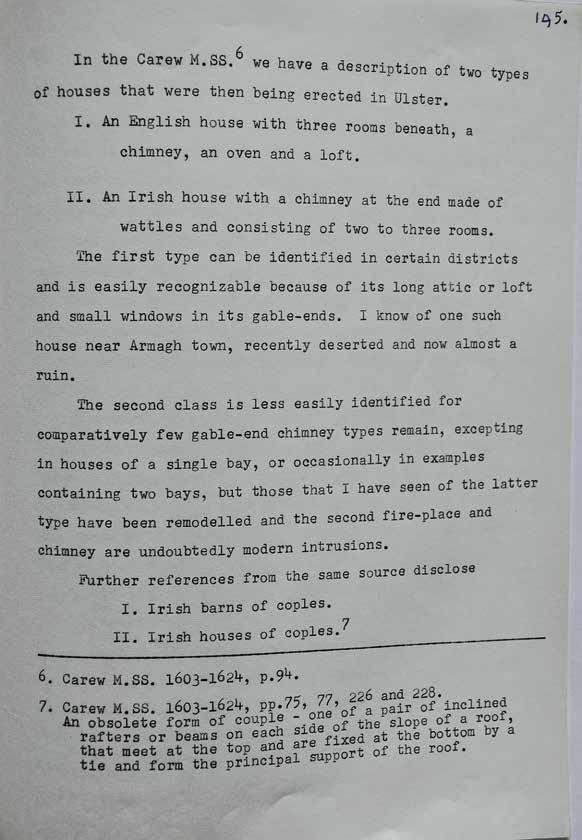 195.
In the Carew M.SS.6 we have a description of two types
of houses that were then being erected in Ulster.
I. An English house with three rooms beneath, a
chimney, an oven and a loft.
II. An Irish house with a chimney at the end made of
wattles and consisting of two to three rooms.
The first type can be identified in certain districts
and is easily recognizable because of its long attic or loft
and small windows in its gable-ends. I know of one such
house near Armagh town, recently deserted and now almost a
ruin.
The second class is less easily identified for
comparatively few gable-end chimney types remain, excepting
in houses of a single bay, or occasionally in examples
containing two bays, but those that I have seen of the latter
type have been remodelled and the second fire-place and
chimney are undoubtedly modern intrusions.
Further references from the same source disclose
I. Irish barns of coples.
II. Irish houses of coples.7
6. Carew M.SS. 1603-1624, p.94.
7. Carew M.SS. 1603-1624, pp.75, 77, 226 and 228.
An obsolete form of couple - one of a pair of inclined
rafters or beams on each side of the slope of a roof,
that meet at the top and are fixed at the bottom by a
tie and form the principal support of the roof.